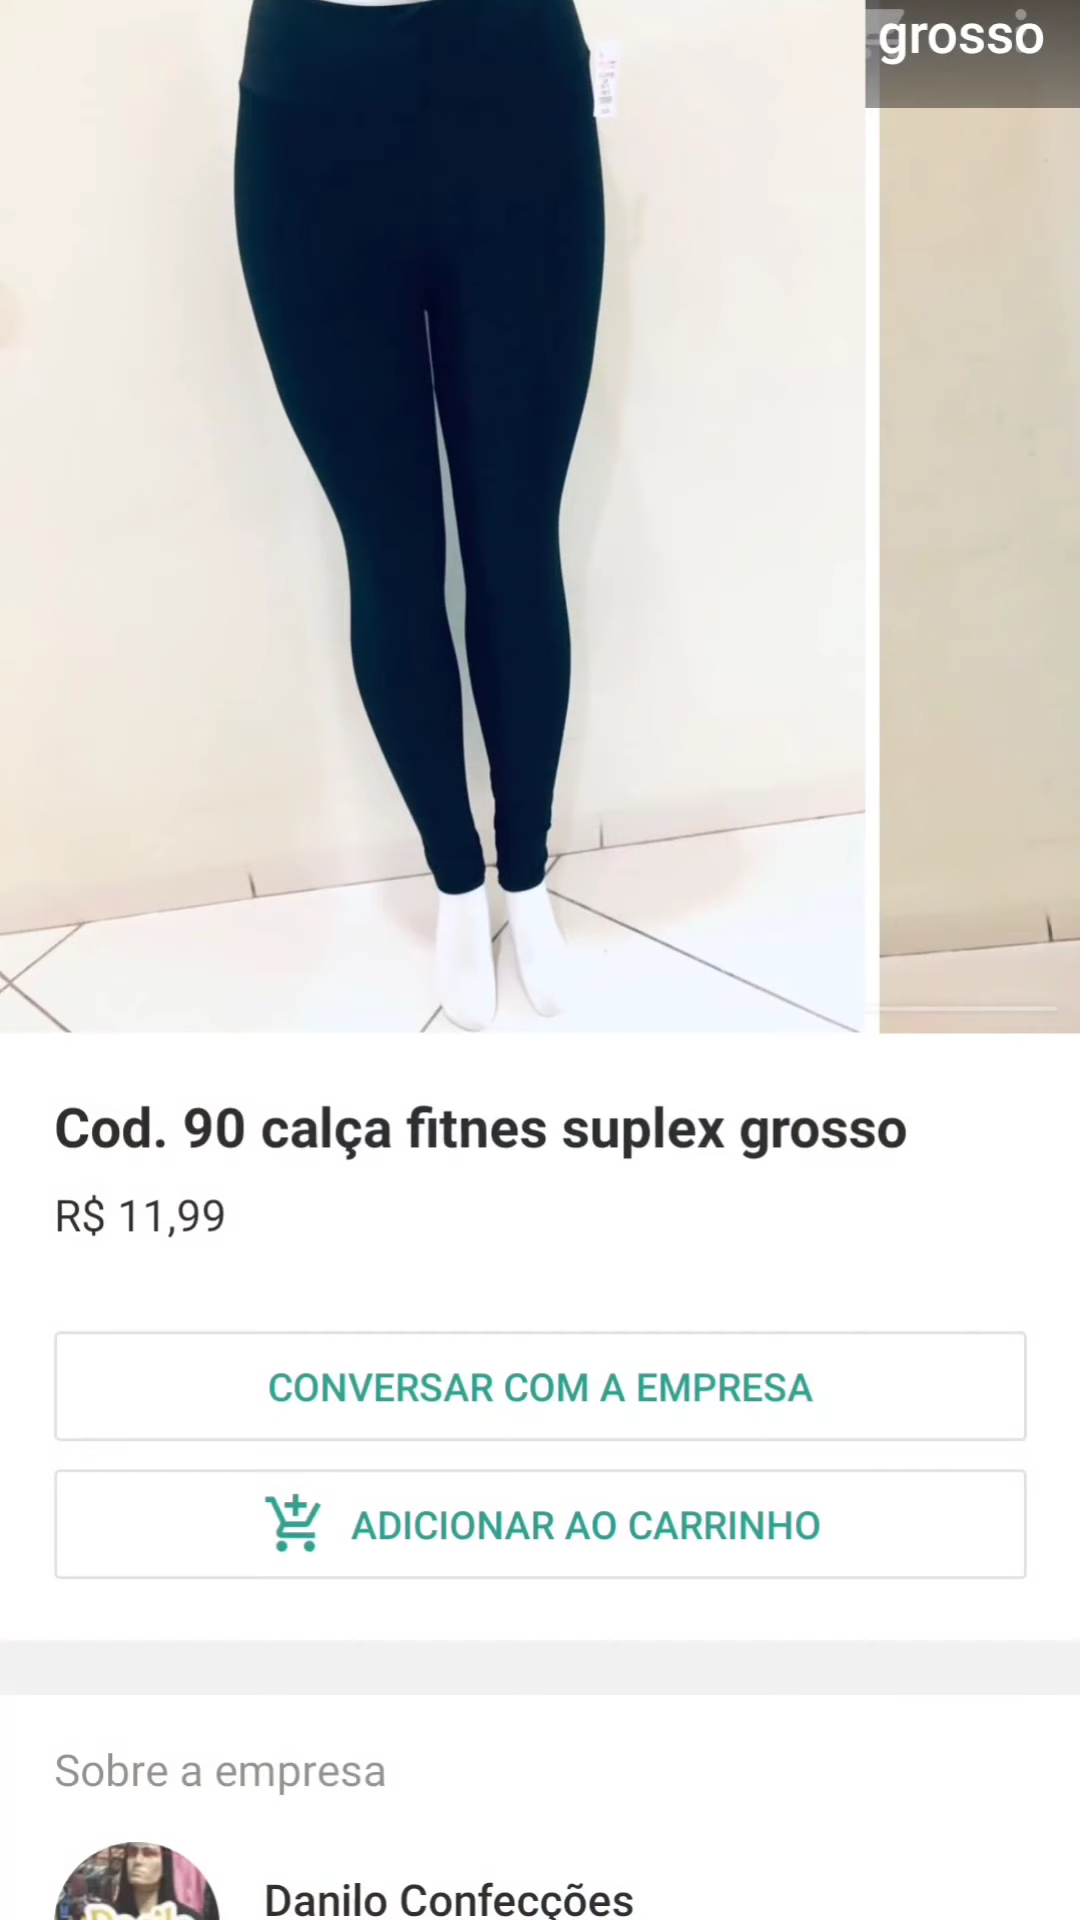 grosso
Cod. 90 calça fitnes suplex grosso
R$ 11,99
CONVERSAR COM A EMPRESA
ADICIONAR AO CARRINHO
Sobre a empresa
Danilo Confecções